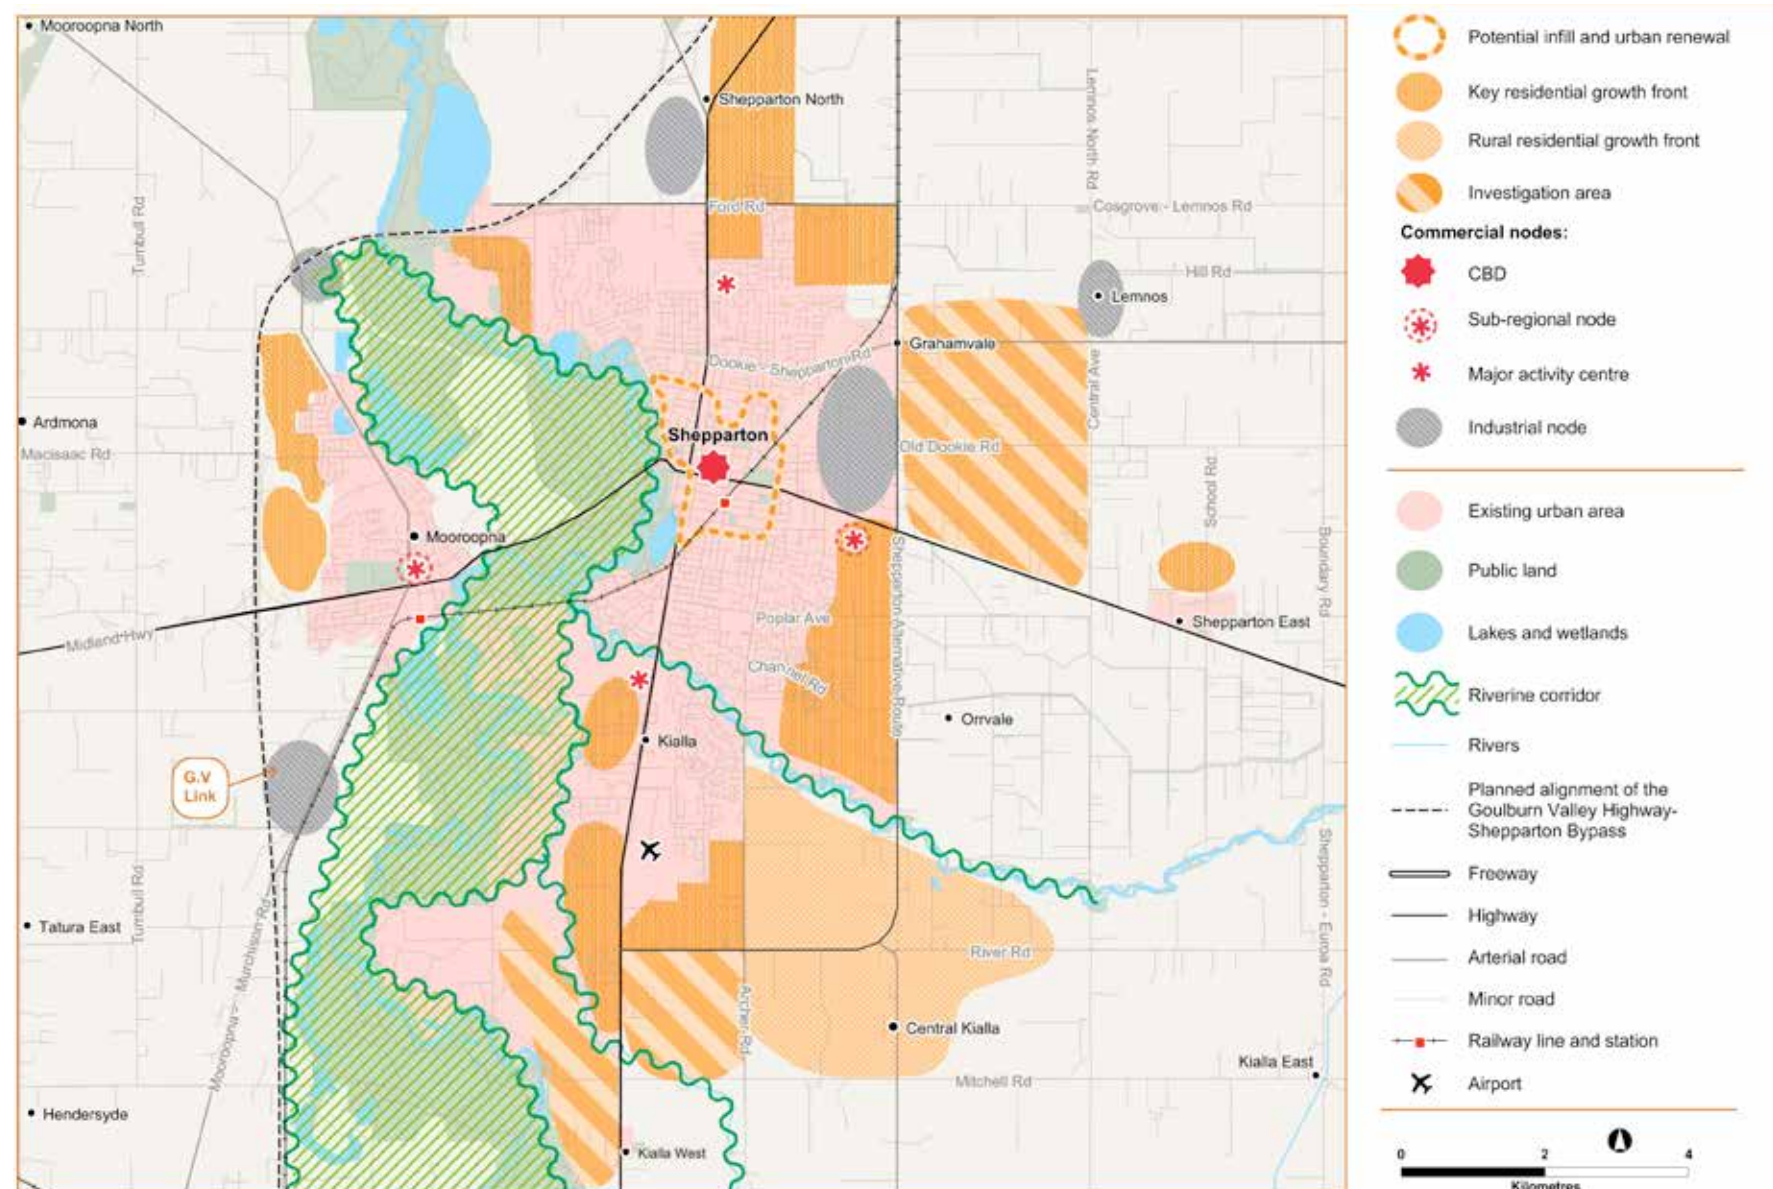 Mooroopna North
Shepparton North
Lemnos North Rd
Turnbull Rd
Ford Rd
Cosgrove - Lemnos Rd
Hill Rd
Lemnos
Grahamvale
Dookie - Shepparton Rd
Central Ave
Ardmona
Macisaac Rd
Shepparton
Old Dookie Rd
School Rd
Mooroopna
Boundary Rd
Shepparton Alternative Route
Poplar Ave
Shepparton East
Midland Hwy
Channel Rd
Orrvale
Kialla
G.V
Link
Shepparton - Euroa Rd
Turnbull Rd
Tatura East
Mooroopna - Murchison Rd
River Rd
Archer Rd
Central Kialla
Kialla East
Mitchell Rd
Hendersyde
Kialla West
Potential infill and urban renewal
Key residential growth front
Rural residential growth front
Investigation area
Commercial nodes:
CBD
Sub-regional node
Major activity centre
Industrial node
Existing urban area
Public land
Lakes and wetlands
Riverine corridor
Rivers
Planned alignment of the
Goulburn Valley Highway-
Shepparton Bypass
Freeway
Highway
Arterial road
Minor road
Railway line and station
Airport
0 2 4
Kilometres